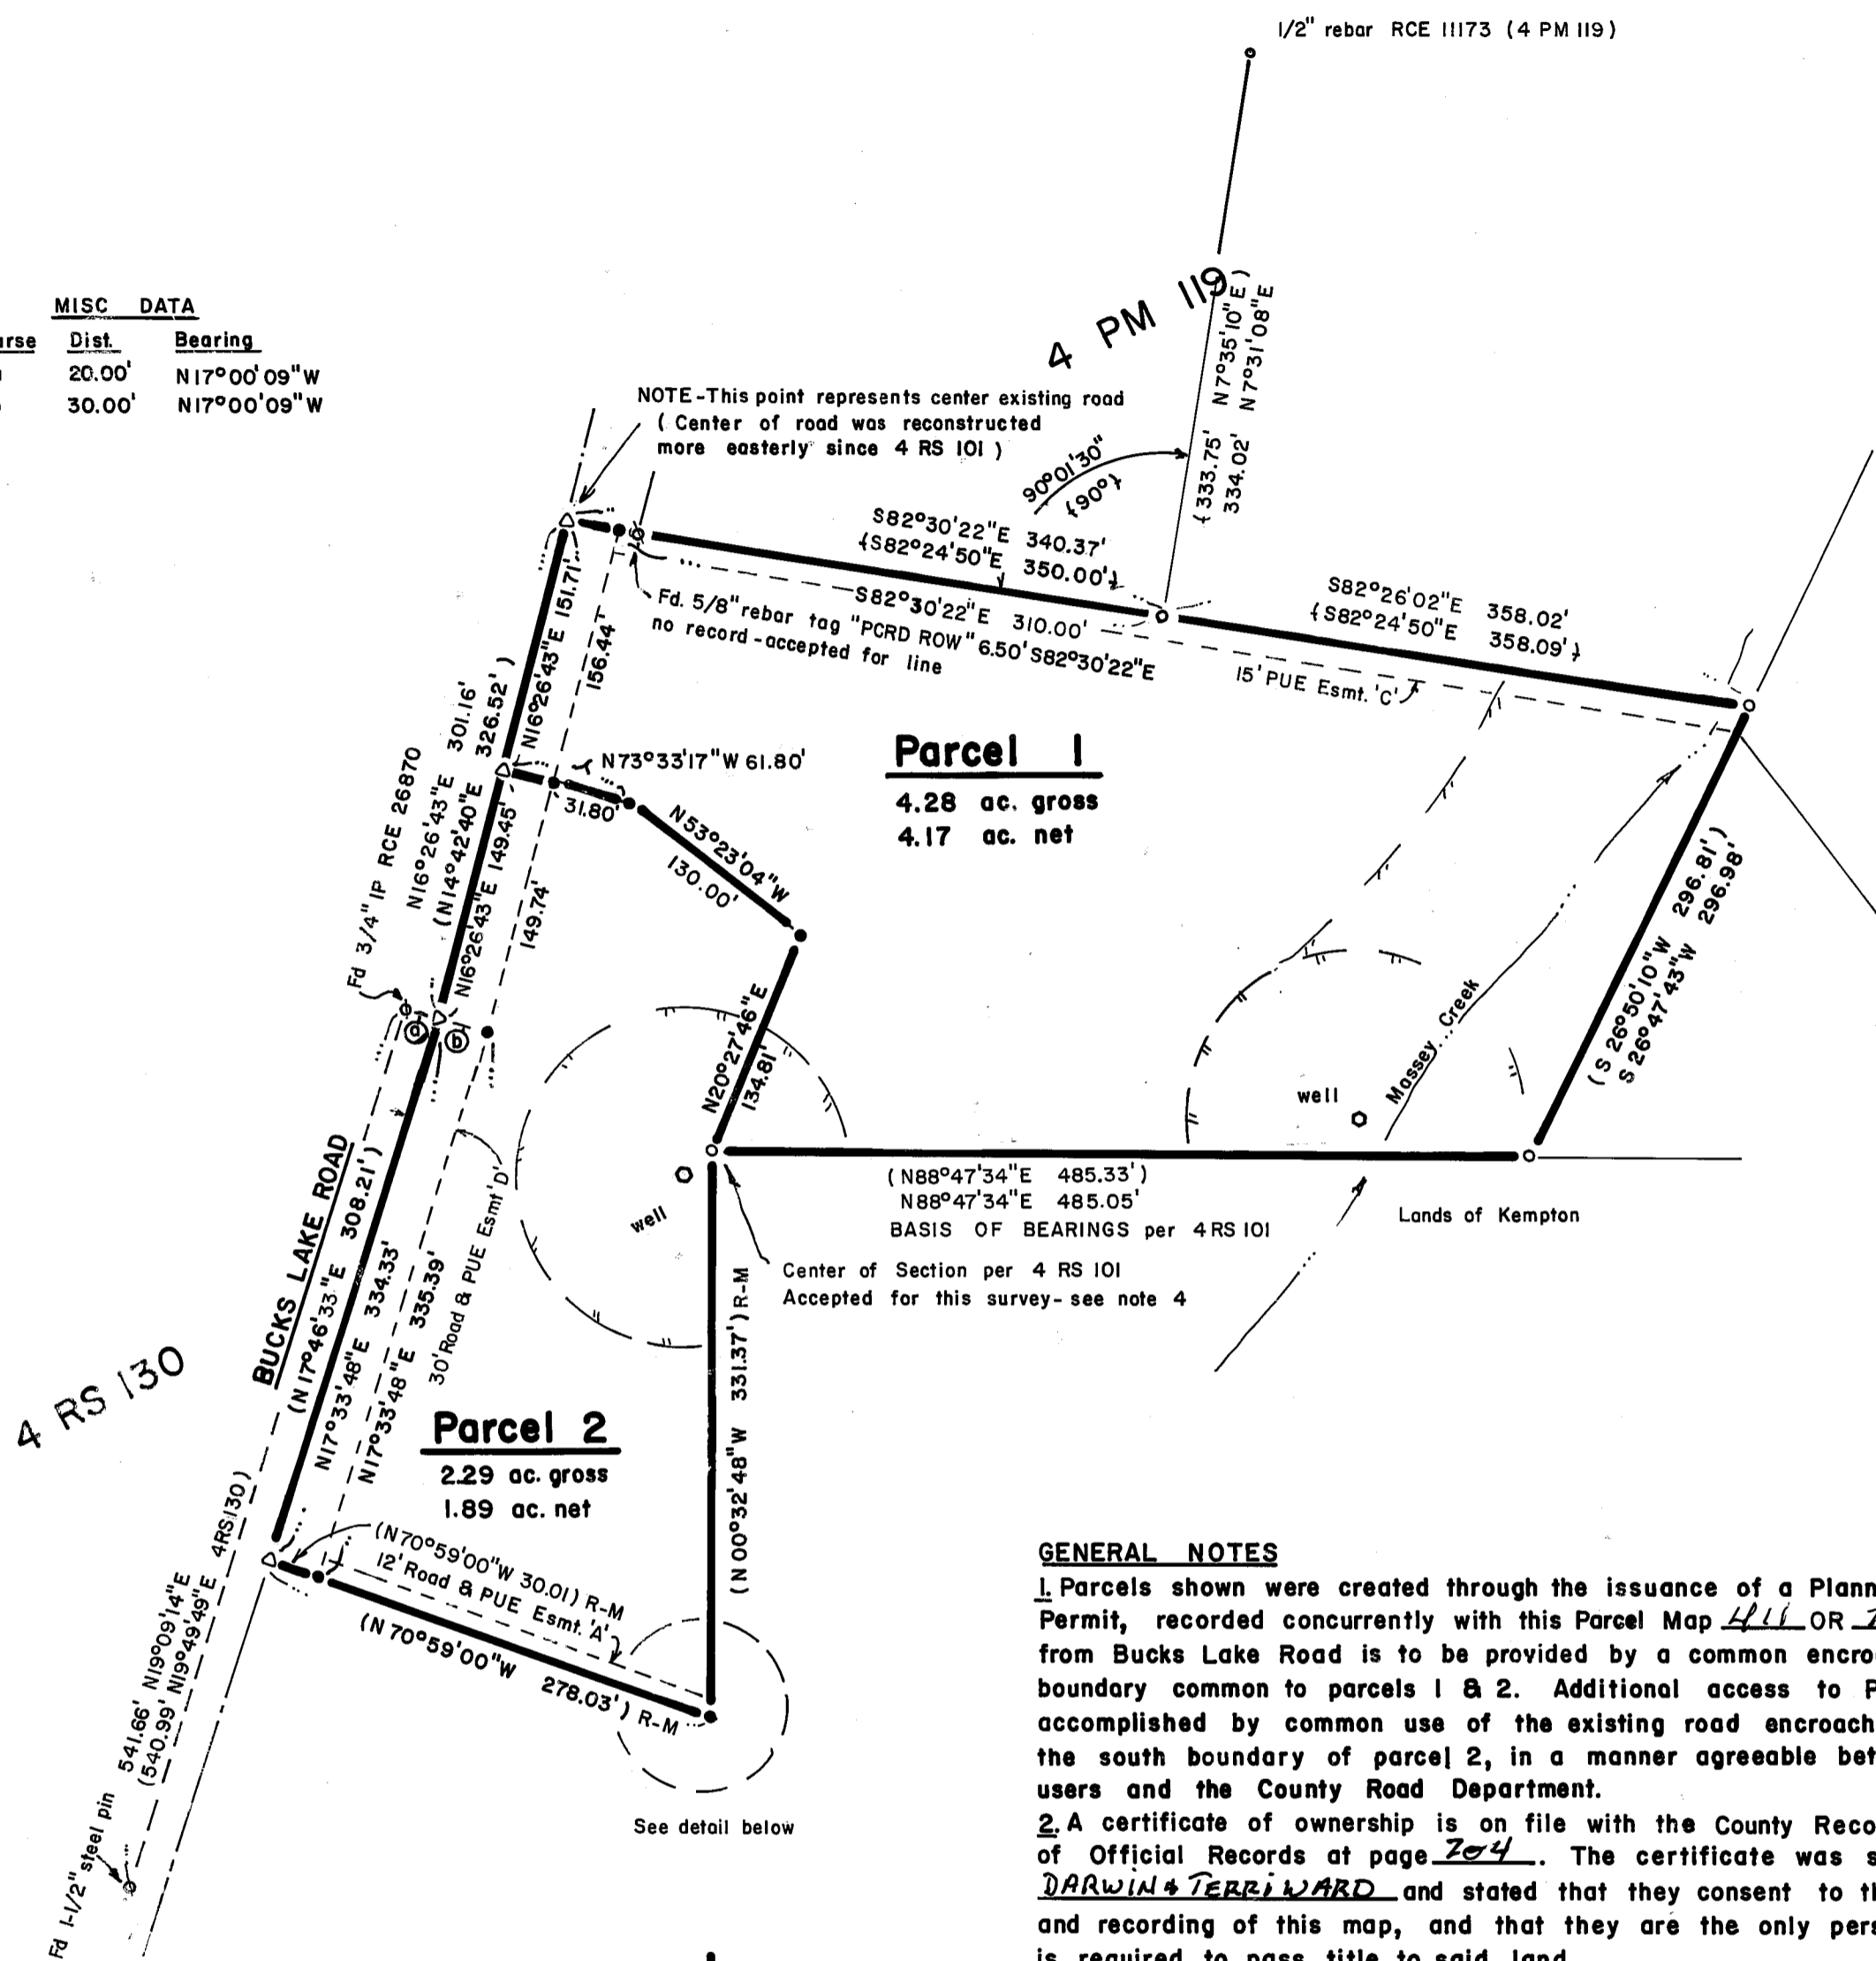 1/2" rebar RCE 11173 (4 PM 119)
MISC DATA
Dist. Bearing
20.00' N17°00'09"W
30.00' N17°00'09"W
4 PM 119
(333.75' N7°35'10"E)
334.02' N7°31'08"E
NOTE-This point represents center existing road
(Center of road was reconstructed
more easterly since 4 RS 101)
90°01'30"
{90°}
S82°30'22"E 340.37'
{S82°24'50"E 350.00'}
S82°30'22"E 310.00'
Fd. 5/8" rebar tag "PCRD ROW" 6.50' S82°30'22"E
no record-accepted for line
S82°26'02"E 358.02'
{S82°24'50"E 358.09'}
15' PUE Esmt. 'C'
N16°26'43"E 151.71'
156.44'
N16°26'43"E 301.16'
(N14°42'40"E 326.52')
N73°33'17"W 61.80'
31.80'
Parcel 1
4.28 ac. gross
4.17 ac. net
N53°23'04"W
130.00'
Fd 3/4" IP RCE 26870
N16°26'43"E 149.45'
149.74'
a
b
N20°27'46"E
134.81'
well
Massey Creek
(S 26°50'10"W 296.81')
S 26°47'43"W 296.98'
(N88°47'34"E 485.33')
N88°47'34"E 485.05'
BASIS OF BEARINGS per 4 RS 101
Lands of Kempton
well
Center of Section per 4 RS 101
Accepted for this survey-see note 4
BUCKS LAKE ROAD
(N17°46'33"E 308.21')
N17°33'48"E 334.33'
N17°33'48"E 335.39'
30' Road & PUE Esmt 'D'
(N00°32'48"W 331.37') R-M
4 RS 130
Parcel 2
2.29 ac. gross
1.89 ac. net
(N70°59'00"W 30.01) R-M
12' Road & PUE Esmt. 'A'
(N70°59'00"W 278.03') R-M
541.66' N19°09'14"E
(540.99' N19°49'49"E 4RS130)
Fd 1-1/2" steel pin
See detail below
GENERAL NOTES
1. Parcels shown were created through the issuance of a Plann
Permit, recorded concurrently with this Parcel Map 411 OR
from Bucks Lake Road is to be provided by a common encro
boundary common to parcels 1 & 2. Additional access to P
accomplished by common use of the existing road encroach
the south boundary of parcel 2, in a manner agreeable bet
users and the County Road Department.
2. A certificate of ownership is on file with the County Reco
of Official Records at page 204. The certificate was s
DARWIN & TERRI WARD and stated that they consent to th
and recording of this map, and that they are the only pers
is required to pass title to said land